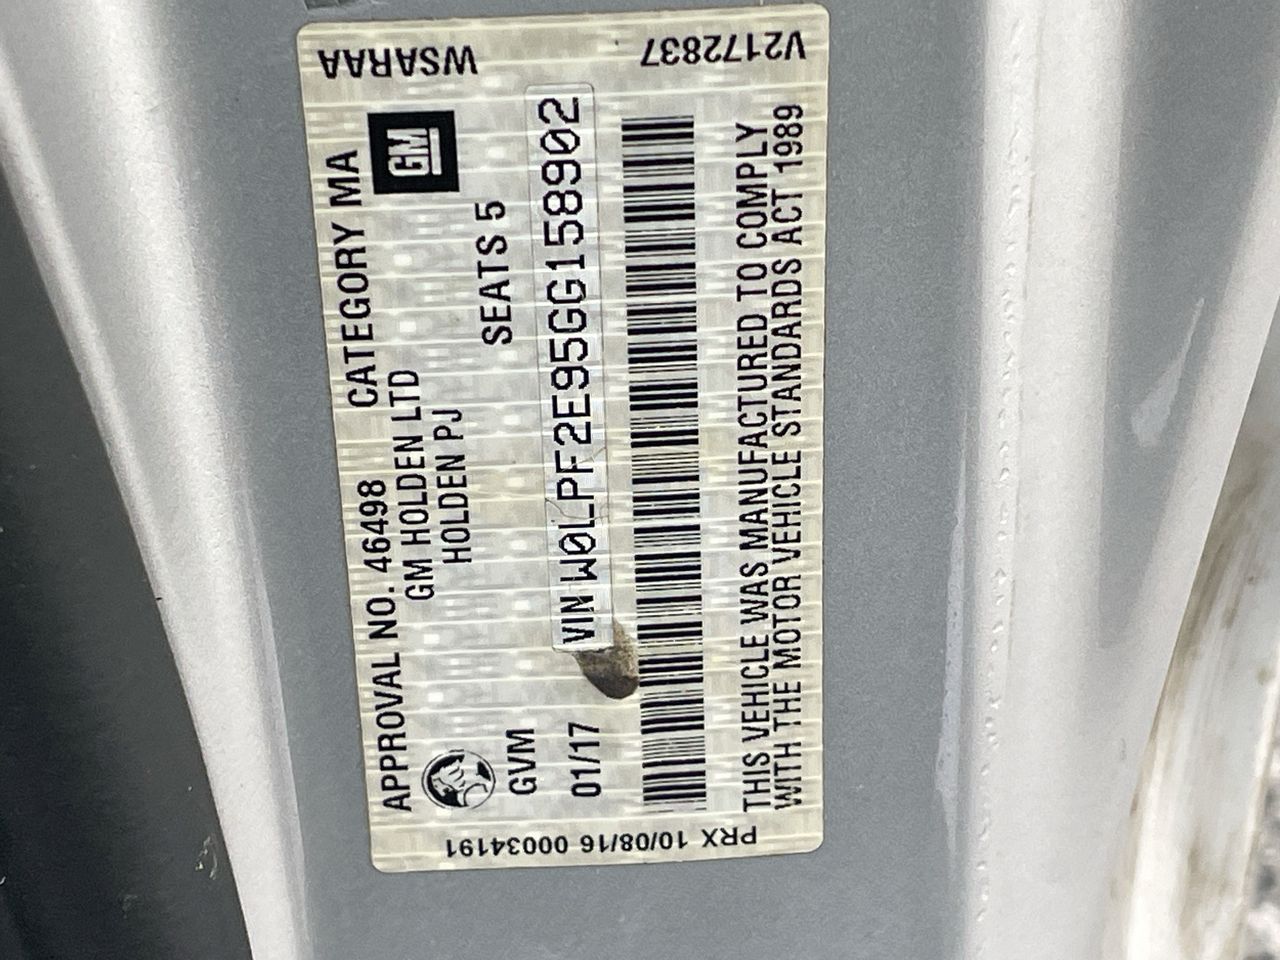 APPROVAL NO. 46498 CATEGORY MA
GM HOLDEN LTD
HOLDEN PJ
GM
GVM
SEATS 5
01/17
VIN W0LPF2E95GG158902
THIS VEHICLE WAS MANUFACTURED TO COMPLY
WITH THE MOTOR VEHICLE STANDARDS ACT 1989
WSARAA
V2172837
PRX 10/08/16 00034191